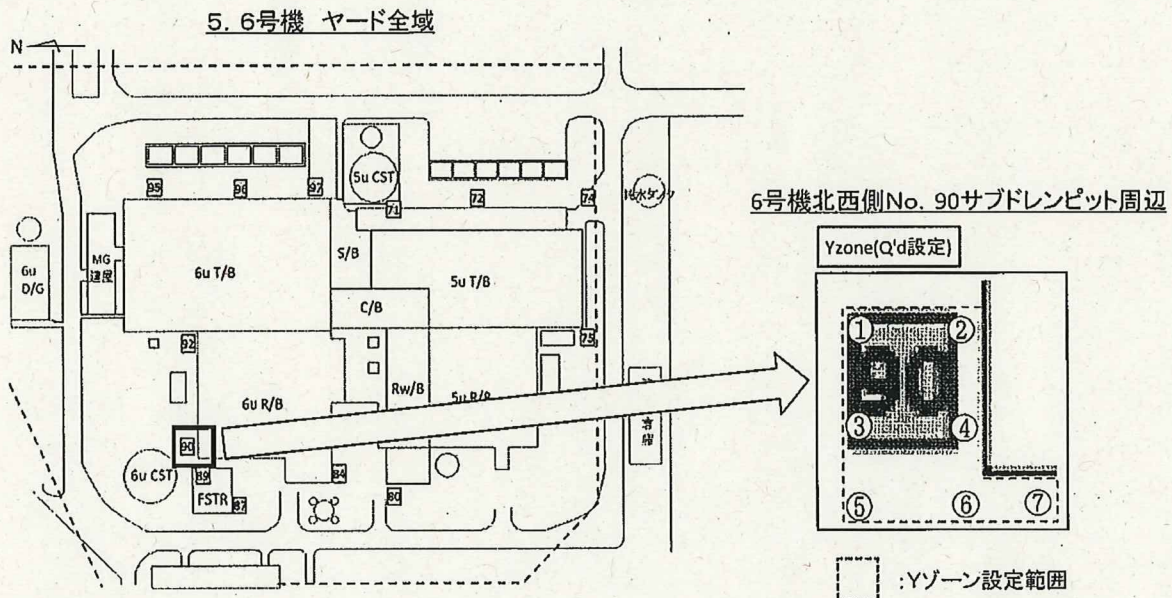 5. 6号機 ヤード全域
N
5u CST
95
96
97
71
72
74
6号機北西側No. 90サブドレンピット周辺
Yzone(Q'd設定)
6u
D/G
MG
建屋
6u T/B
S/B
5u T/B
C/B
92
75
6u R/B
Rw/B
5u R/B
90
6u CST
89
FSTR
87
84
80
①
②
90
③
④
⑤
⑥
⑦
:Yゾーン設定範囲